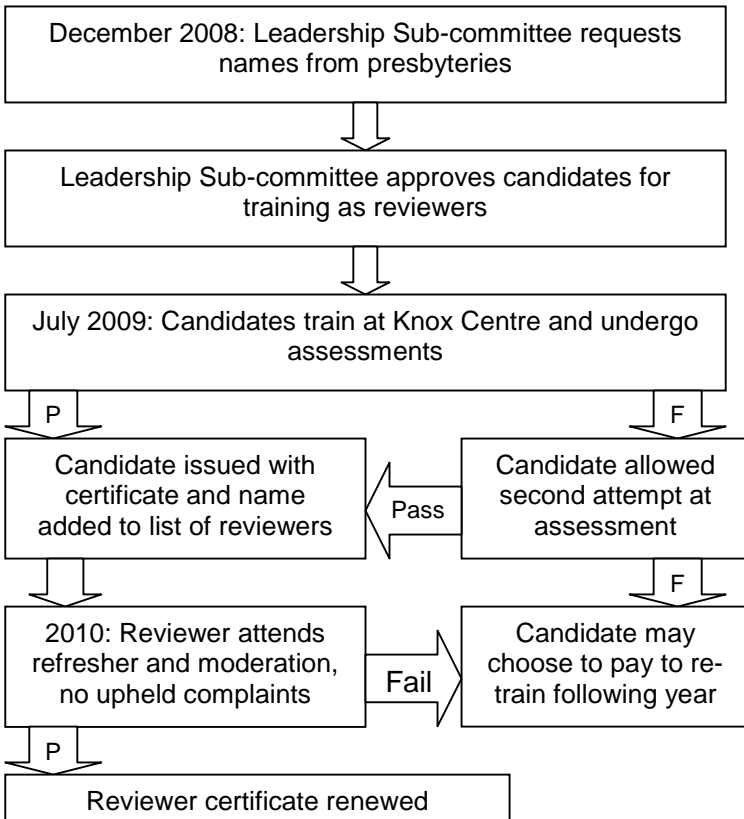 December 2008: Leadership Sub-committee requests
names from presbyteries
Leadership Sub-committee approves candidates for
training as reviewers
July 2009: Candidates train at Knox Centre and undergo
assessments
P
F
Candidate issued with
certificate and name
added to list of reviewers
Pass
Candidate allowed
second attempt at
assessment
F
2010: Reviewer attends
refresher and moderation,
no upheld complaints
Fail
Candidate may
choose to pay to re-
train following year
P
Reviewer certificate renewed